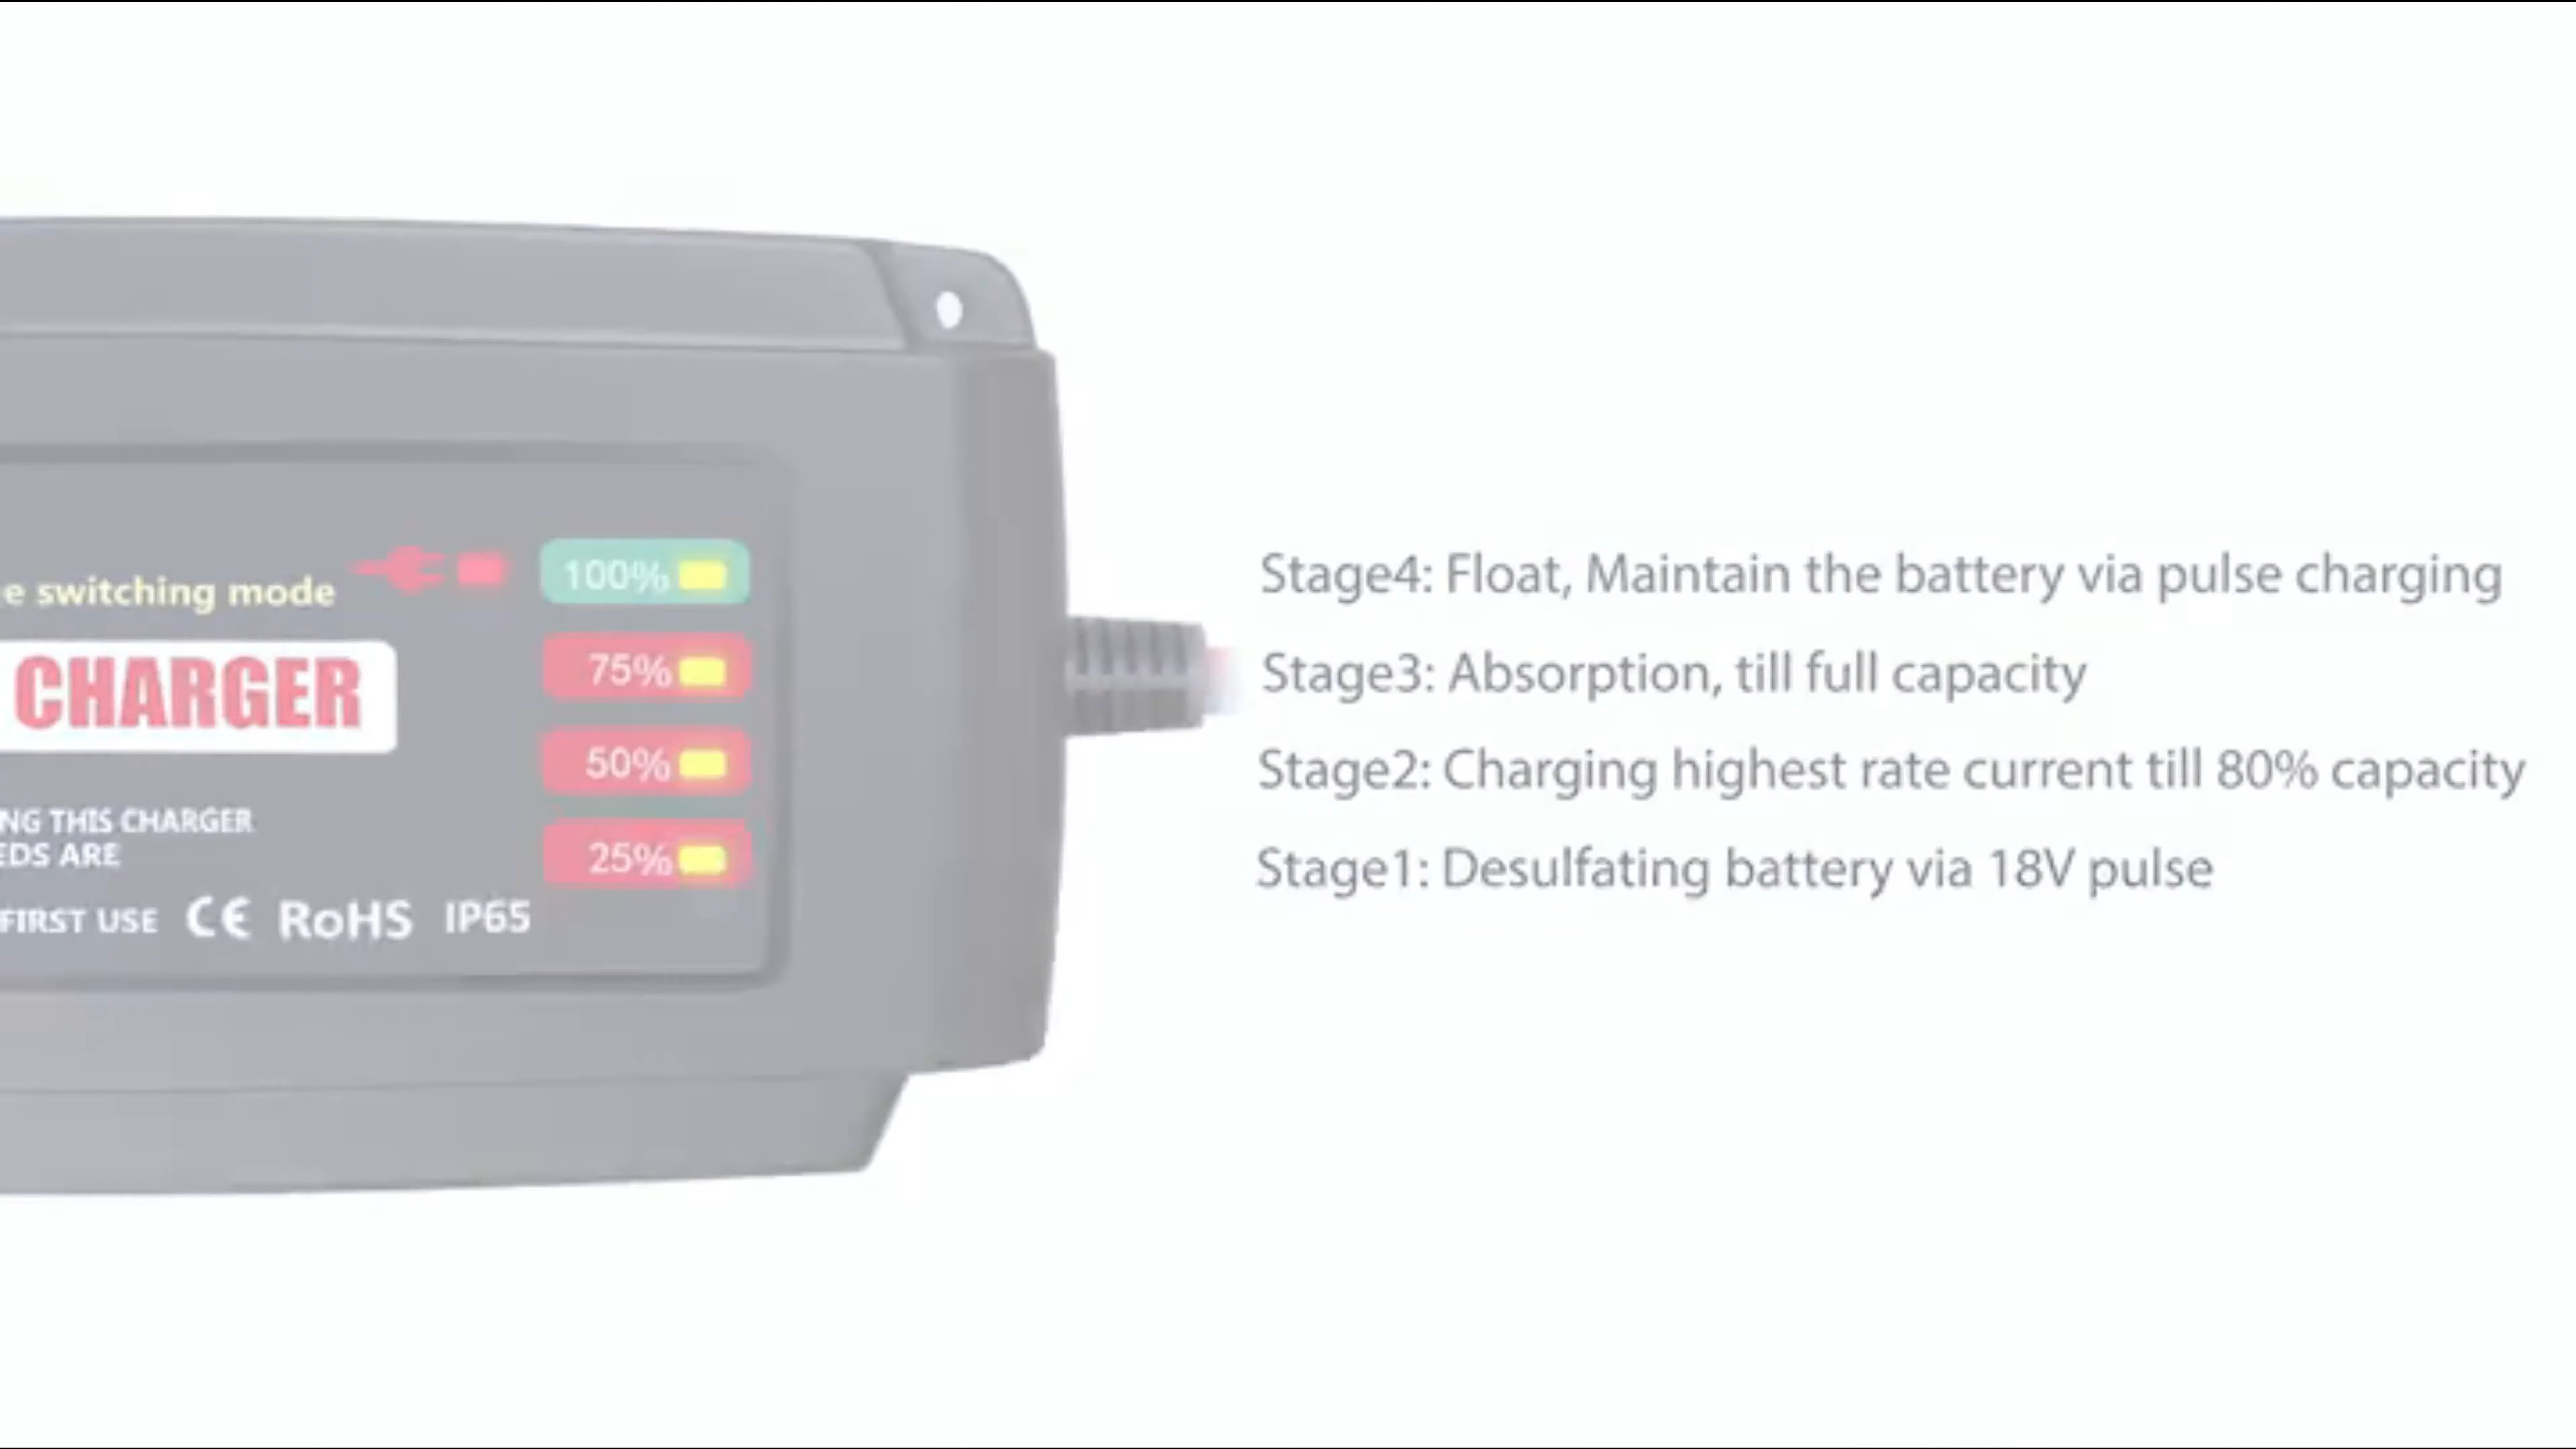 e switching mode
100%
75%
CHARGER
50%
25%
NG THIS CHARGER
EDS ARE
FIRST USE CE RoHS IP65
Stage4: Float, Maintain the battery via pulse charging
Stage3: Absorption, till full capacity
Stage2: Charging highest rate current till 80% capacity
Stage1: Desulfating battery via 18V pulse